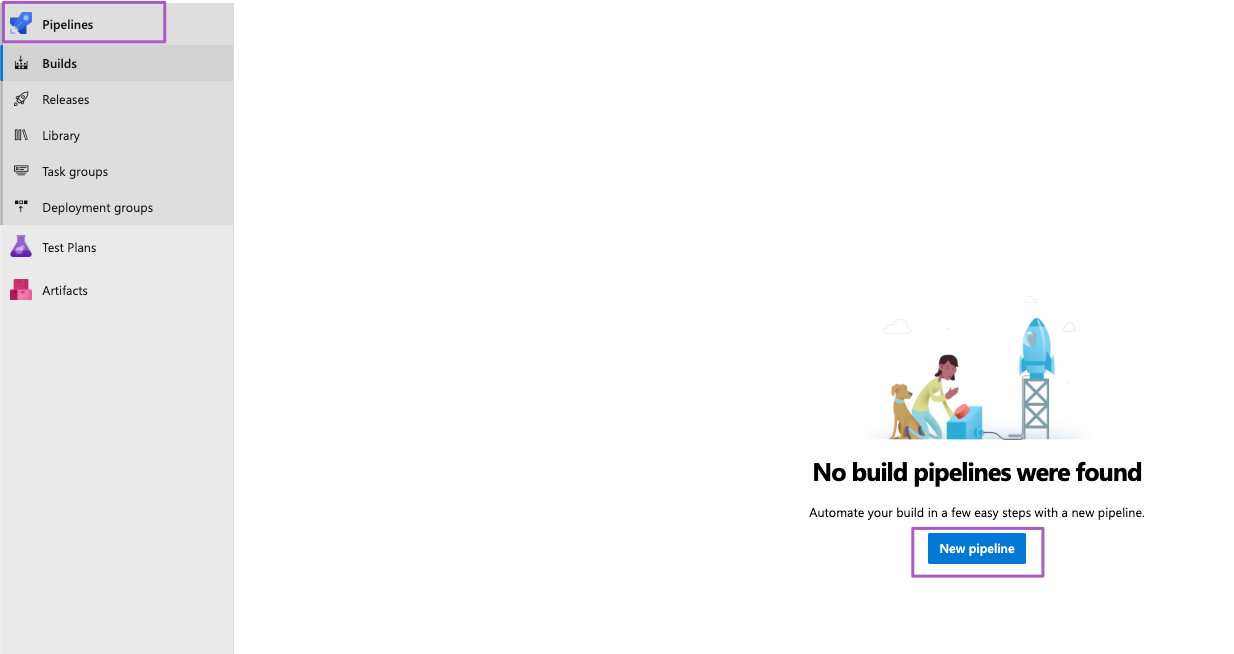 Pipelines
Builds
Releases
Library
Task groups
Deployment groups
Test Plans
Artifacts
No build pipelines were found
Automate your build in a few easy steps with a new pipeline.
New pipeline